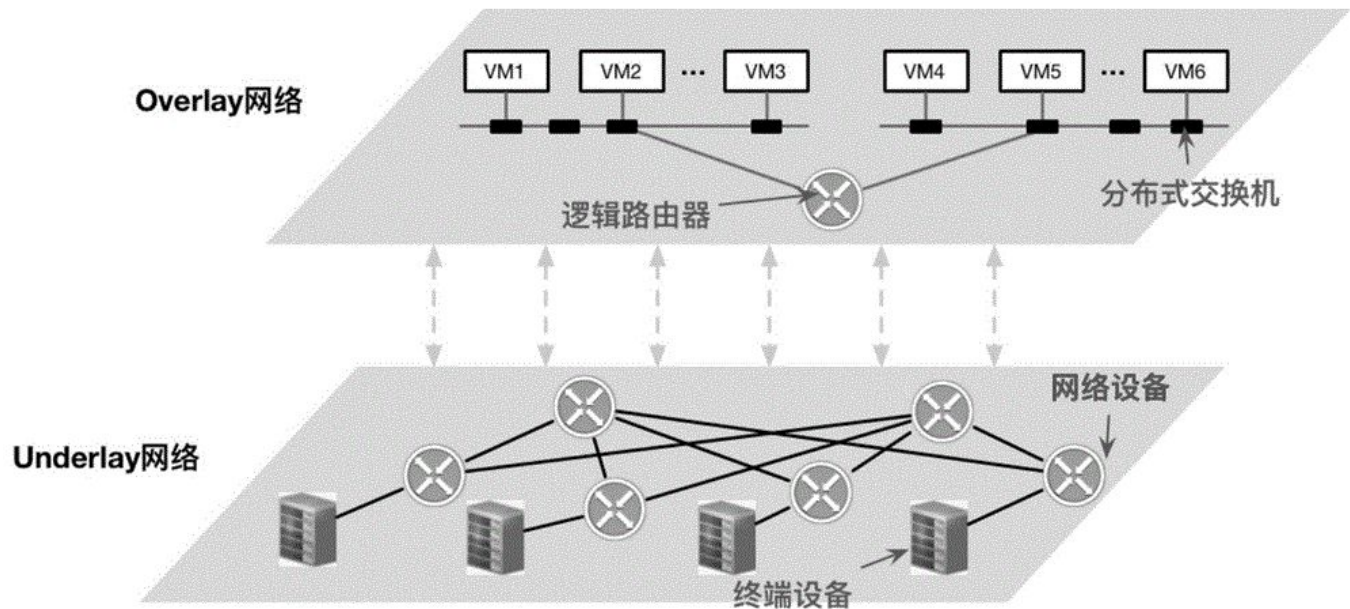 VM1 VM2 ... VM3 VM4 VM5 ... VM6
Overlay网络
分布式交换机
逻辑路由器
网络设备
Underlay网络
终端设备